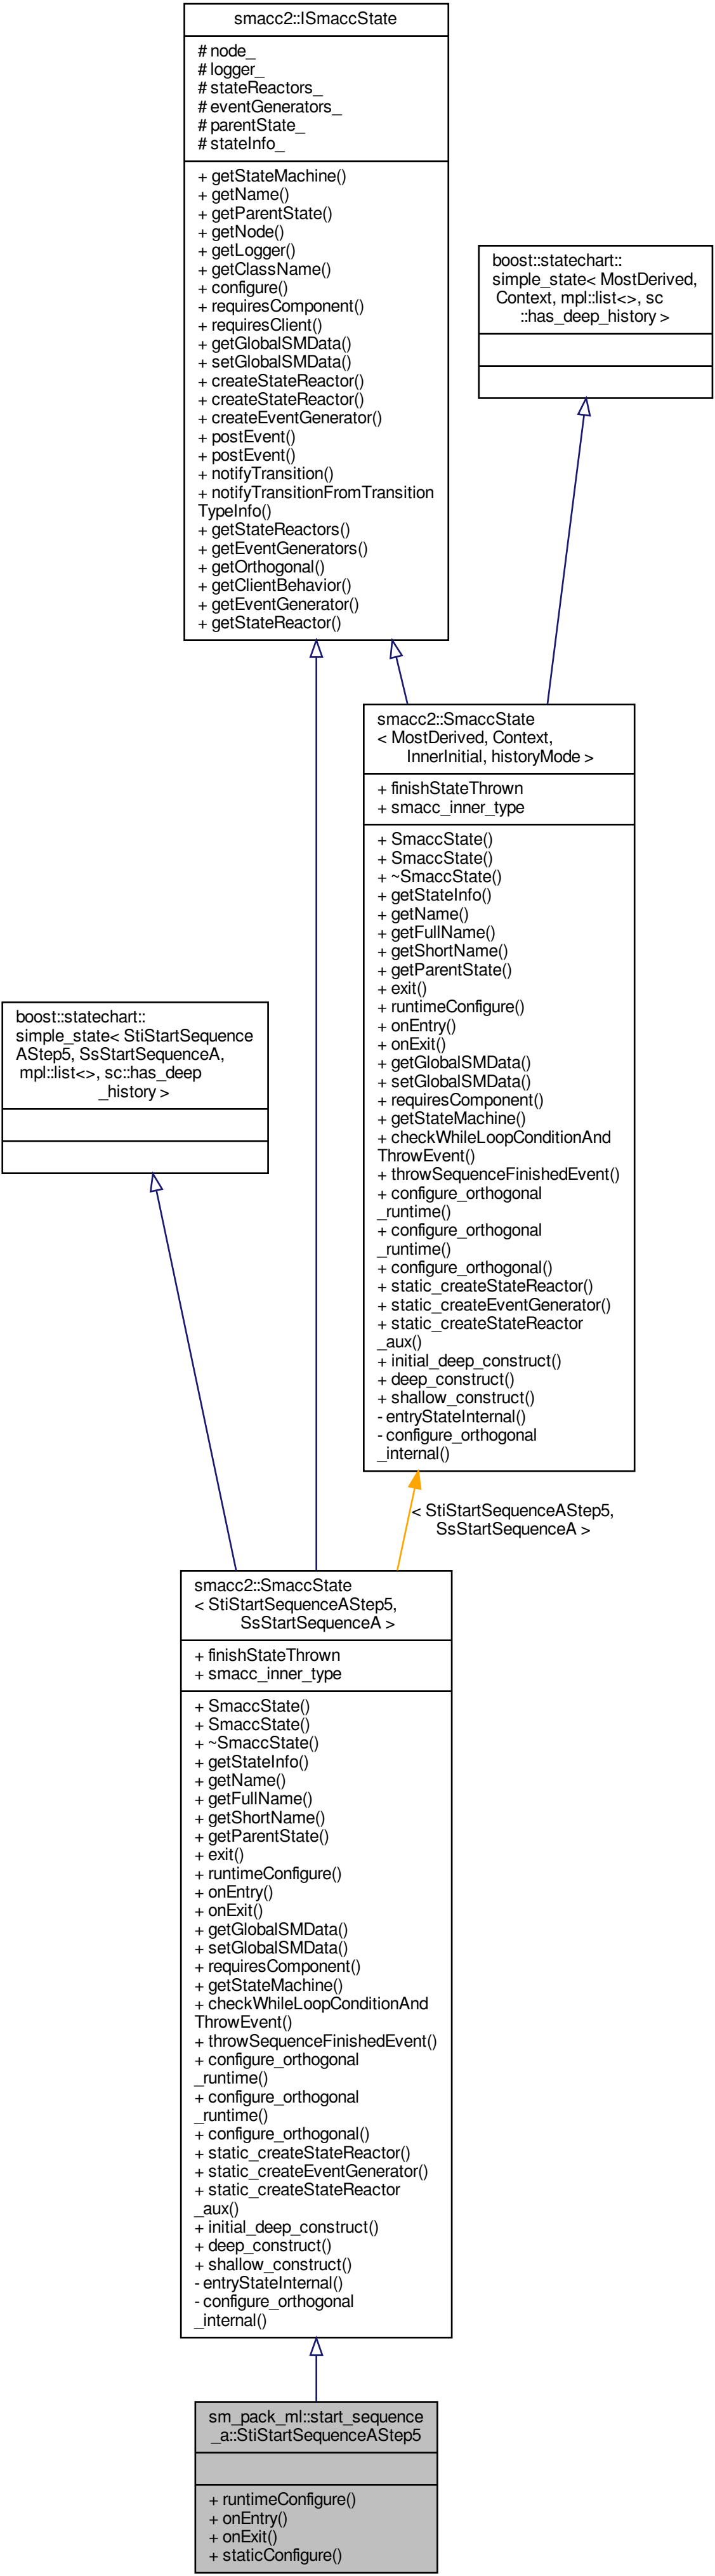 smacc2::ISmaccState
# node_
# logger_
# stateReactors_
# eventGenerators_
# parentState_
# stateInfo_
+ getStateMachine()
+ getName()
+ getParentState()
+ getNode()
+ getLogger()
+ getClassName()
+ configure()
+ requiresComponent()
+ requiresClient()
+ getGlobalSMData()
+ setGlobalSMData()
+ createStateReactor()
+ createStateReactor()
+ createEventGenerator()
+ postEvent()
+ postEvent()
+ notifyTransition()
+ notifyTransitionFromTransition
TypeInfo()
+ getStateReactors()
+ getEventGenerators()
+ getOrthogonal()
+ getClientBehavior()
+ getEventGenerator()
+ getStateReactor()
boost::statechart::
simple_state< MostDerived,
Context, mpl::list<>, sc
::has_deep_history >
smacc2::SmaccState
< MostDerived, Context,
InnerInitial, historyMode >
+ finishStateThrown
+ smacc_inner_type
+ SmaccState()
+ SmaccState()
+ ~SmaccState()
+ getStateInfo()
+ getName()
+ getFullName()
+ getShortName()
+ getParentState()
+ exit()
+ runtimeConfigure()
+ onEntry()
+ onExit()
+ getGlobalSMData()
+ setGlobalSMData()
+ requiresComponent()
+ getStateMachine()
+ checkWhileLoopConditionAnd
ThrowEvent()
+ throwSequenceFinishedEvent()
+ configure_orthogonal
_runtime()
+ configure_orthogonal
_runtime()
+ configure_orthogonal()
+ static_createStateReactor()
+ static_createEventGenerator()
+ static_createStateReactor
_aux()
+ initial_deep_construct()
+ deep_construct()
+ shallow_construct()
- entryStateInternal()
- configure_orthogonal
_internal()
boost::statechart::
simple_state< StiStartSequence
AStep5, SsStartSequenceA,
mpl::list<>, sc::has_deep
_history >
< StiStartSequenceAStep5,
SsStartSequenceA >
smacc2::SmaccState
< StiStartSequenceAStep5,
SsStartSequenceA >
+ finishStateThrown
+ smacc_inner_type
+ SmaccState()
+ SmaccState()
+ ~SmaccState()
+ getStateInfo()
+ getName()
+ getFullName()
+ getShortName()
+ getParentState()
+ exit()
+ runtimeConfigure()
+ onEntry()
+ onExit()
+ getGlobalSMData()
+ setGlobalSMData()
+ requiresComponent()
+ getStateMachine()
+ checkWhileLoopConditionAnd
ThrowEvent()
+ throwSequenceFinishedEvent()
+ configure_orthogonal
_runtime()
+ configure_orthogonal
_runtime()
+ configure_orthogonal()
+ static_createStateReactor()
+ static_createEventGenerator()
+ static_createStateReactor
_aux()
+ initial_deep_construct()
+ deep_construct()
+ shallow_construct()
- entryStateInternal()
- configure_orthogonal
_internal()
sm_pack_ml::start_sequence
_a::StiStartSequenceAStep5
+ runtimeConfigure()
+ onEntry()
+ onExit()
+ staticConfigure()